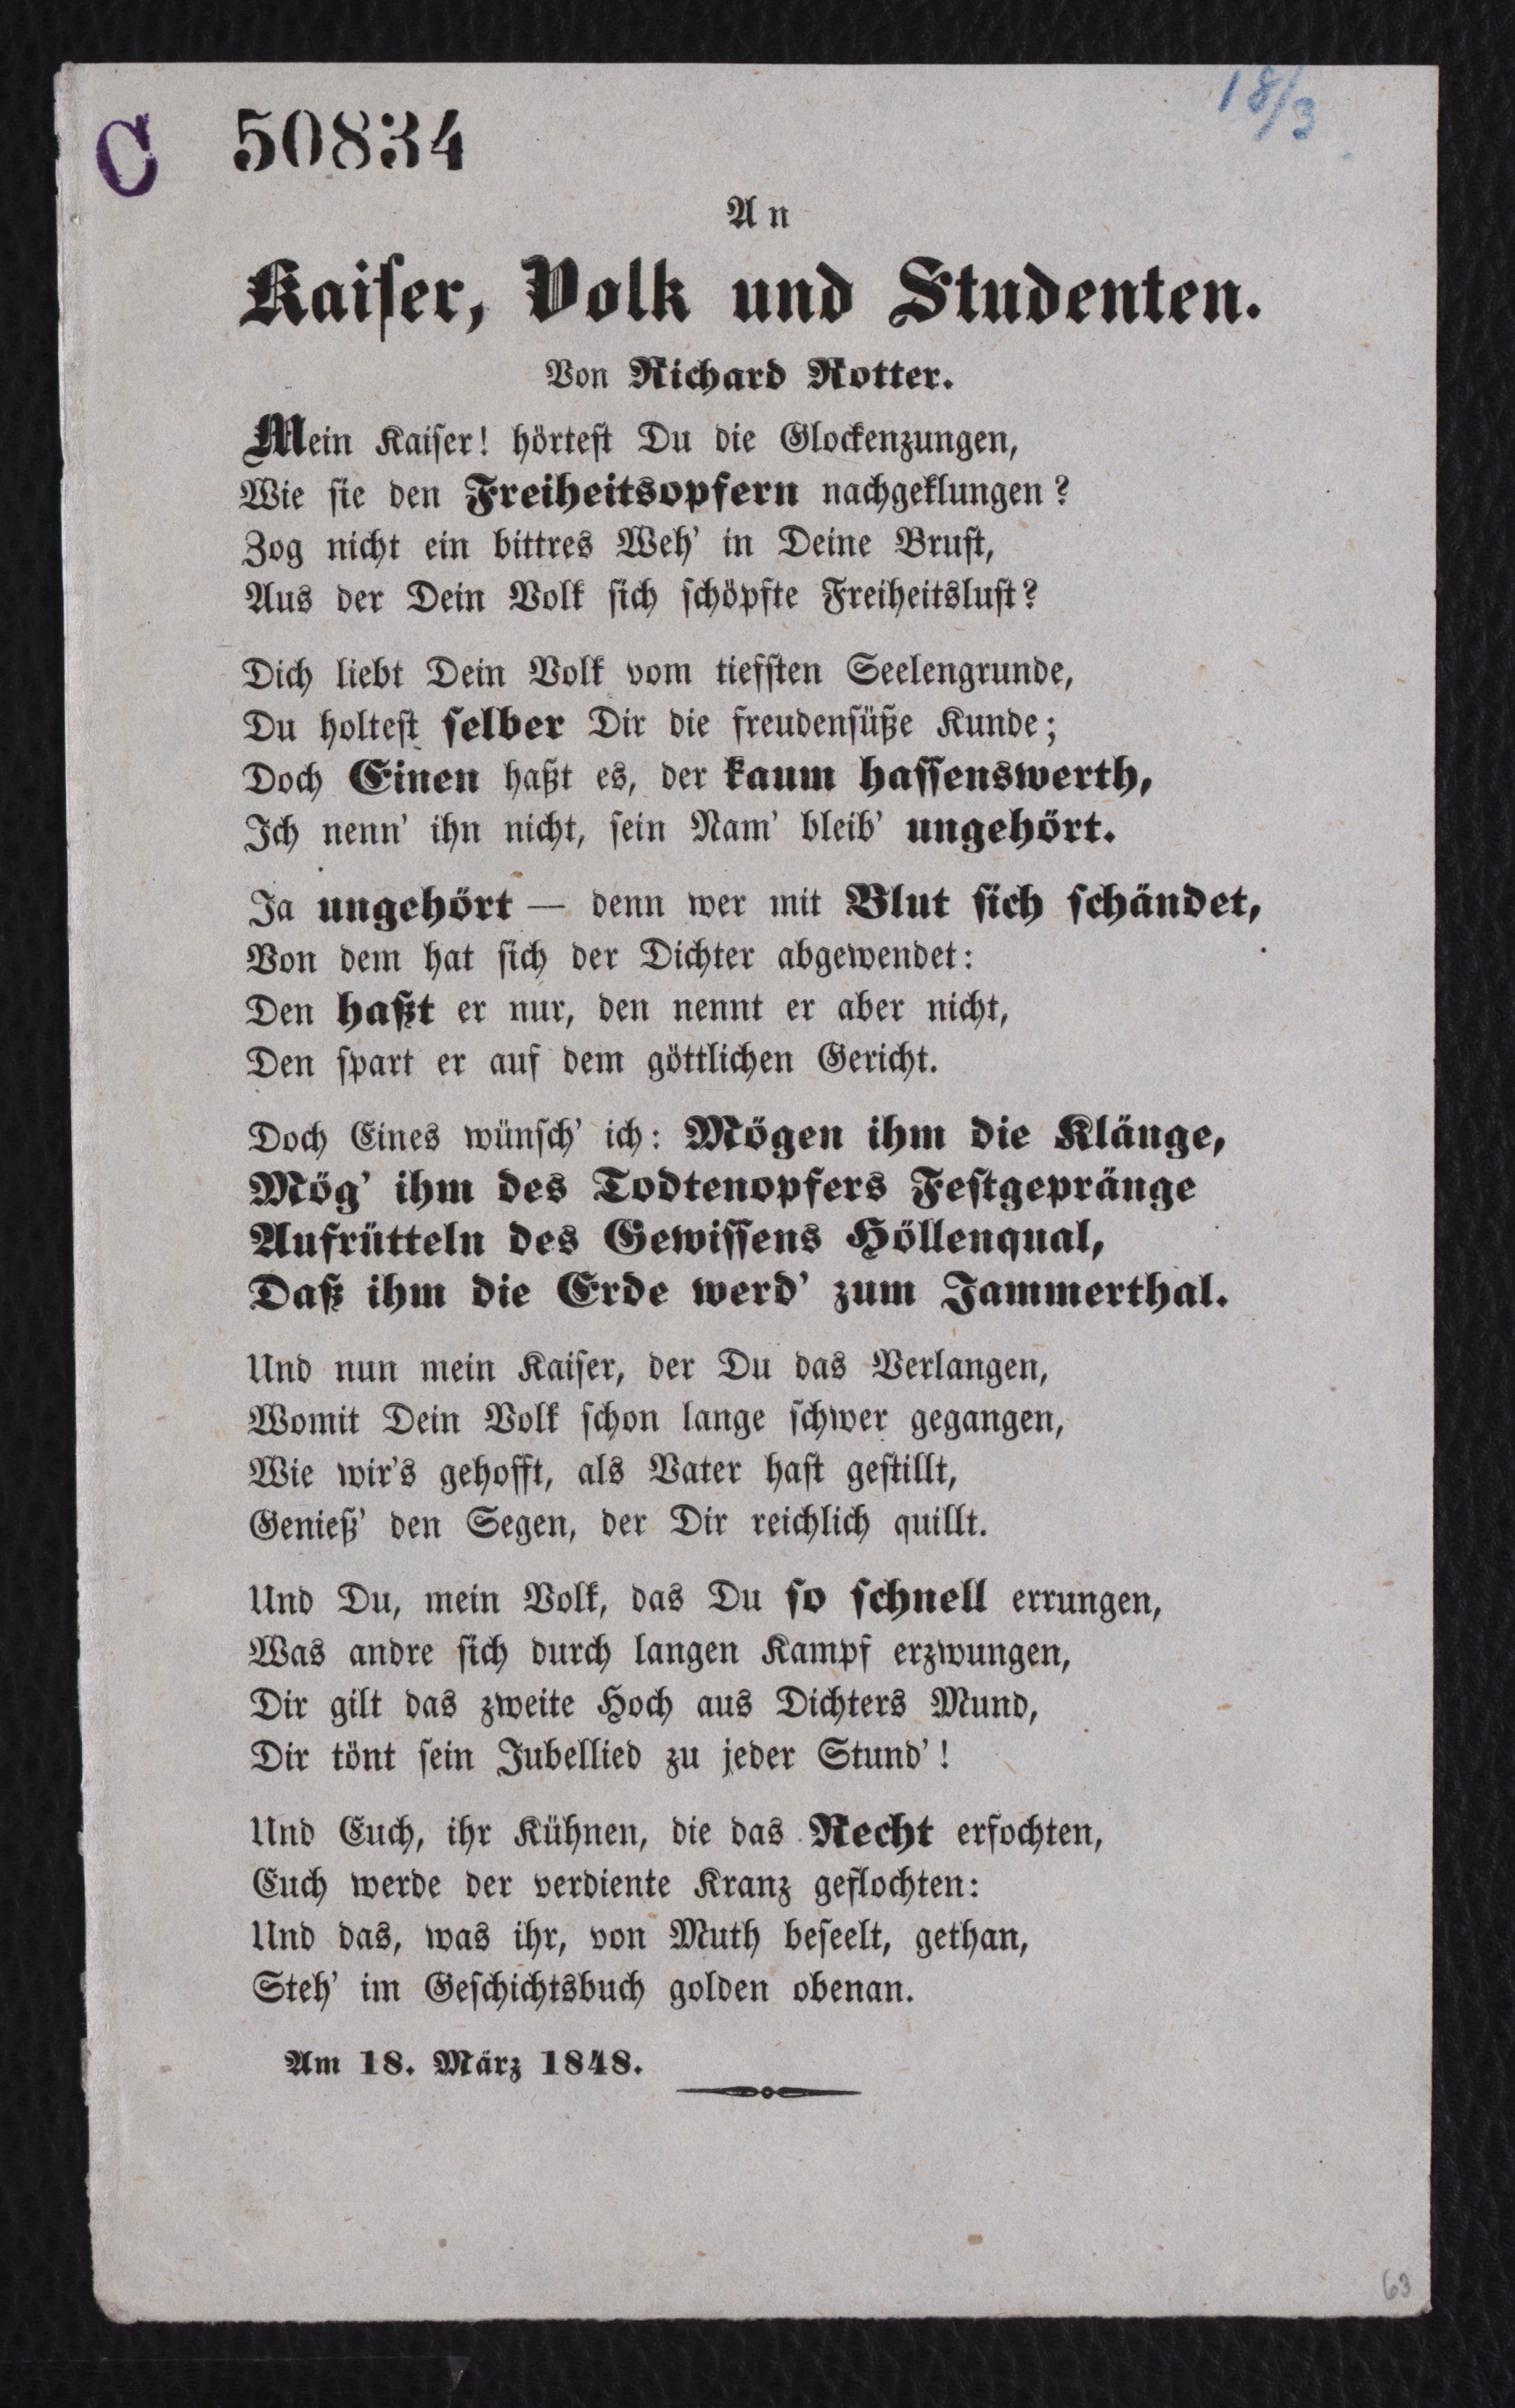 C 50834
18/3
An
Kaiser, Volk und Studenten.
Von Richard Rotter.
Mein Kaiser! hörtest Du die Glockenzungen,
Wie sie den Freiheitsopfern nachgeklungen?
Zog nicht ein bittres Weh' in Deine Brust,
Aus der Dein Volk sich schöpfte Freiheitslust?
Dich liebt Dein Volk vom tiefsten Seelengrunde,
Du holtest selber Dir die freudensüße Kunde;
Doch Einen haßt es, der kaum hassenswerth,
Ich nenn' ihn nicht, sein Nam' bleib' ungehört.
Ja ungehört — denn wer mit Blut sich schändet,
Von dem hat sich der Dichter abgewendet:
Den haßt er nur, den nennt er aber nicht,
Den spart er auf dem göttlichen Gericht.
Doch Eines wünsch' ich: Mögen ihm die Klänge,
Mög' ihm des Todtenopfers Festgepränge
Aufrütteln des Gewissens Höllenqual,
Daß ihm die Erde werd' zum Jammerthal.
Und nun mein Kaiser, der Du das Verlangen,
Womit Dein Volk schon lange schwer gegangen,
Wie wir's gehofft, als Vater hast gestillt,
Genieß' den Segen, der Dir reichlich quillt.
Und Du, mein Volk, das Du so schnell errungen,
Was andre sich durch langen Kampf erzwungen,
Dir gilt das zweite Hoch aus Dichters Mund,
Dir tönt sein Jubellied zu jeder Stund'!
Und Euch, ihr Kühnen, die das Recht erfochten,
Euch werde der verdiente Kranz geflochten:
Und das, was ihr, von Muth beseelt, gethan,
Steh' im Geschichtsbuch golden obenan.
Am 18. März 1848.
63